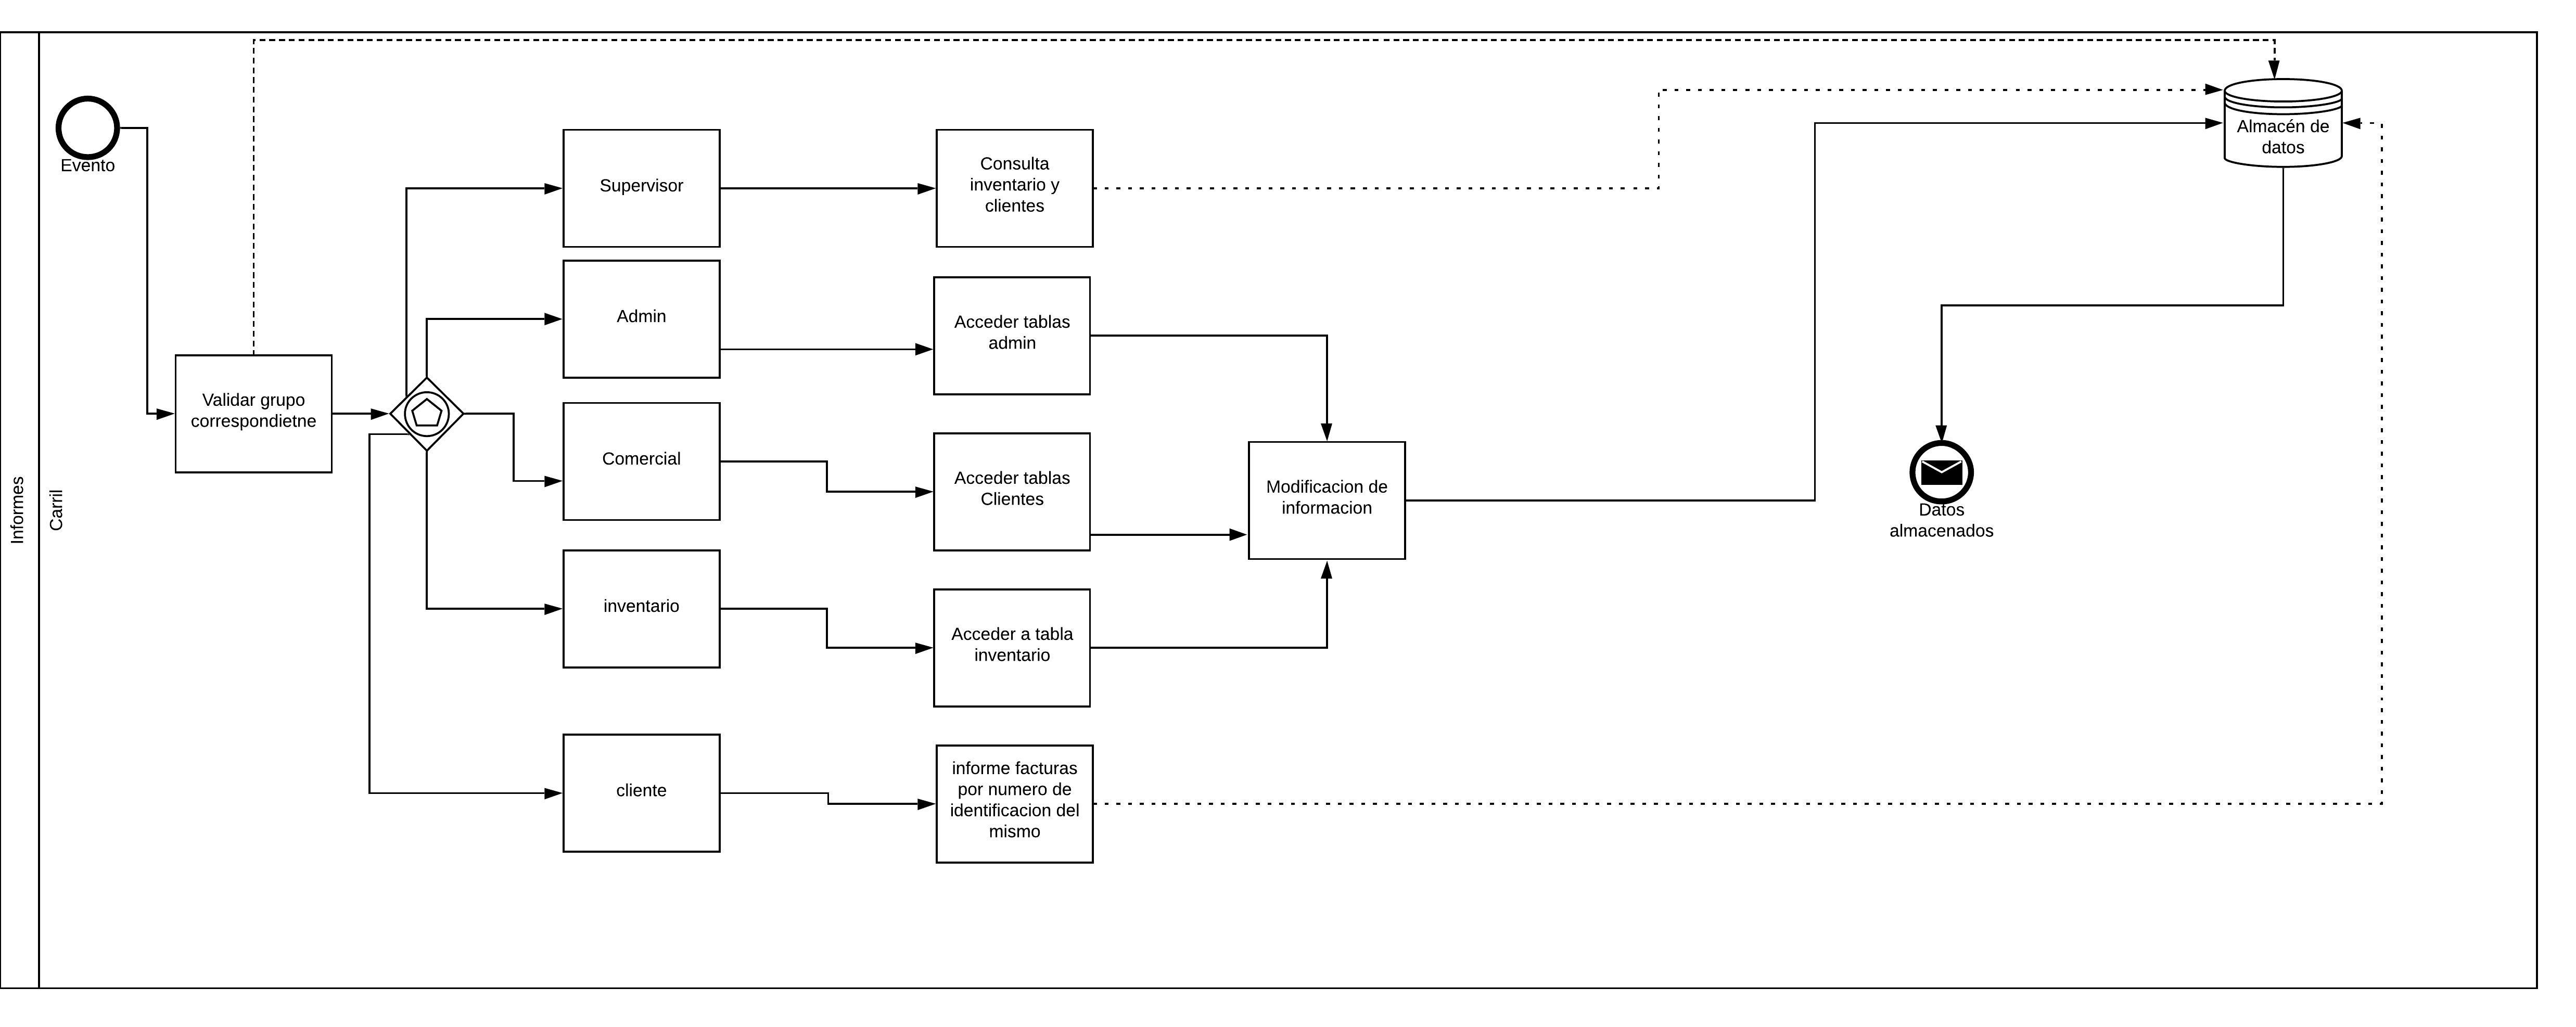 Informes
Carril
Evento
Validar grupo
correspondietne
Supervisor
Admin
Comercial
inventario
cliente
Consulta
inventario y
clientes
Acceder tablas
admin
Acceder tablas
Clientes
Acceder a tabla
inventario
informe facturas
por numero de
identificacion del
mismo
Modificacion de
informacion
Almacén de
datos
Datos
almacenados